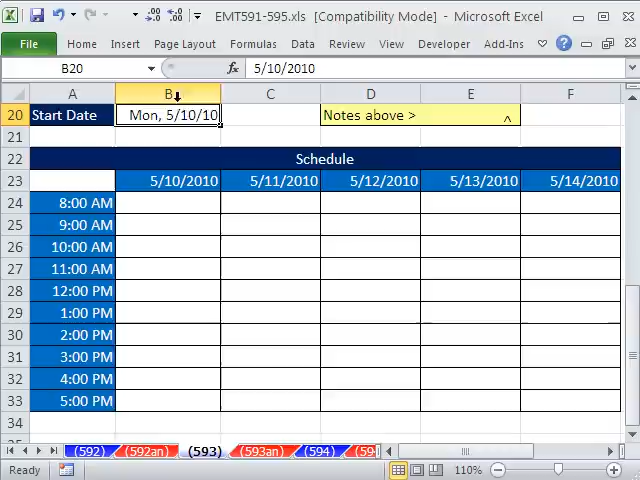 EMT591-595.xls [Compatibility Mode] - Microsoft Excel
File Home Insert Page Layout Formulas Data Review View Developer Add-Ins
B20 fx 5/10/2010
A B C D E F
20 Start Date Mon, 5/10/10 Notes above > ^
21
22 Schedule
23 5/10/2010 5/11/2010 5/12/2010 5/13/2010 5/14/2010
24 8:00 AM
25 9:00 AM
26 10:00 AM
27 11:00 AM
28 12:00 PM
29 1:00 PM
30 2:00 PM
31 3:00 PM
32 4:00 PM
33 5:00 PM
34
(592) (592an) (593) (593an) (594) (594
Ready 110%